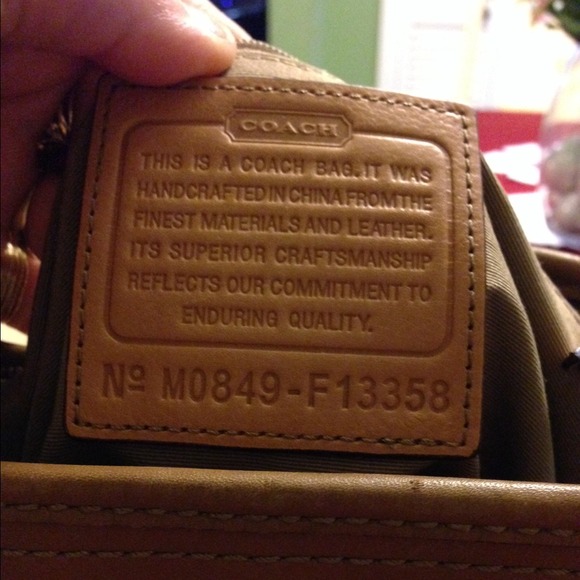 COACH
THIS IS A COACH BAG. IT WAS
HANDCRAFTED IN CHINA FROM THE
FINEST MATERIALS AND LEATHER.
ITS SUPERIOR CRAFTSMANSHIP
REFLECTS OUR COMMITMENT TO
ENDURING QUALITY.
Nº M0849-F13358